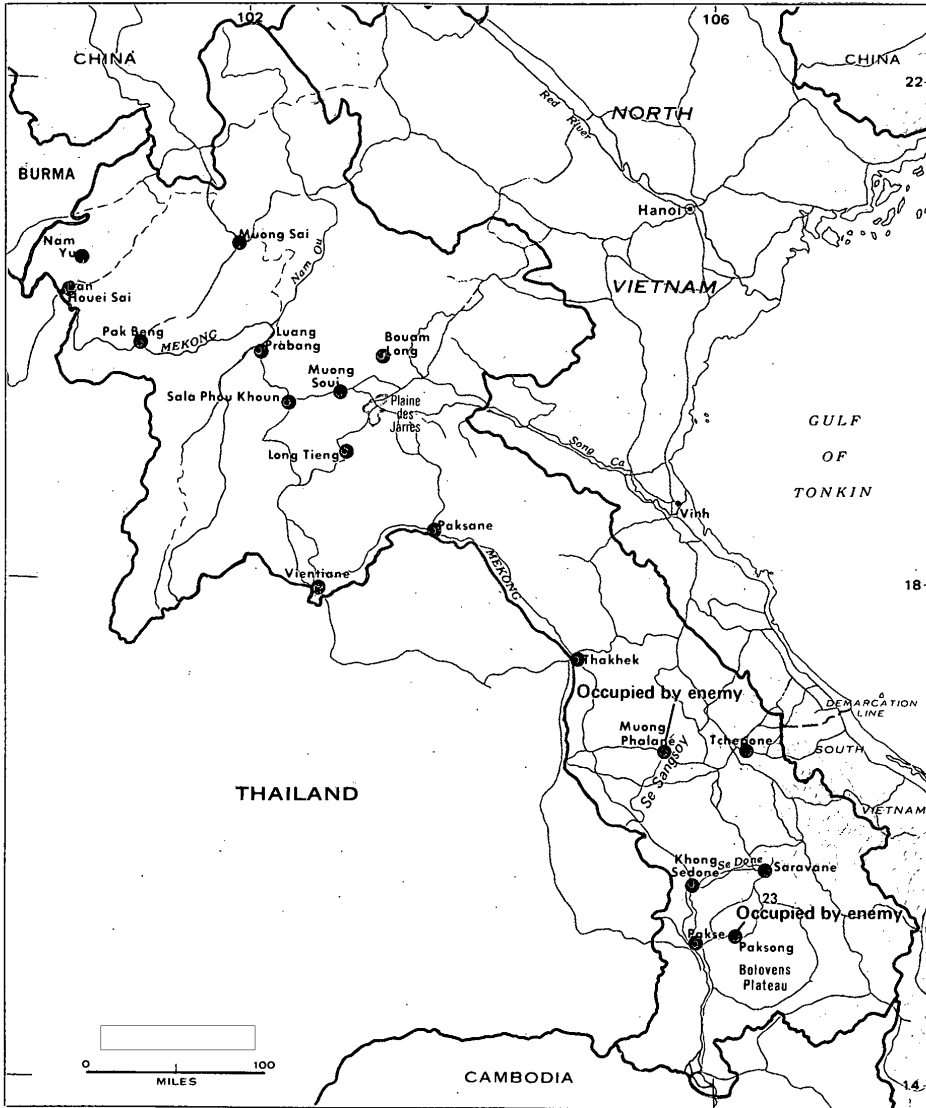 102
106
CHINA
CHINA
22
Red
River
NORTH
BURMA
Hanoi
Nam
Yu
Muong Sai
Nam Ou
VIETNAM
Ban
Houei Sai
Pak Beng
MEKONG
Luang
Prabang
Bouam
Long
Muong
Soui
Sala Phou Khoun
Plaine
des
Jarres
GULF
OF
TONKIN
Long Tieng
Song Ca
Vinh
Paksane
MEKONG
Vientiane
18
Thakhek
Occupied by enemy
DEMARCATION
LINE
Muong
Phalane
Tchepone
SOUTH
Se Sangsoy
THAILAND
VIETNAM
Khong
Sedone
Se Done
Saravane
23
Occupied by enemy
Pakse
Paksong
Bolovens
Plateau
0
100
MILES
CAMBODIA
14